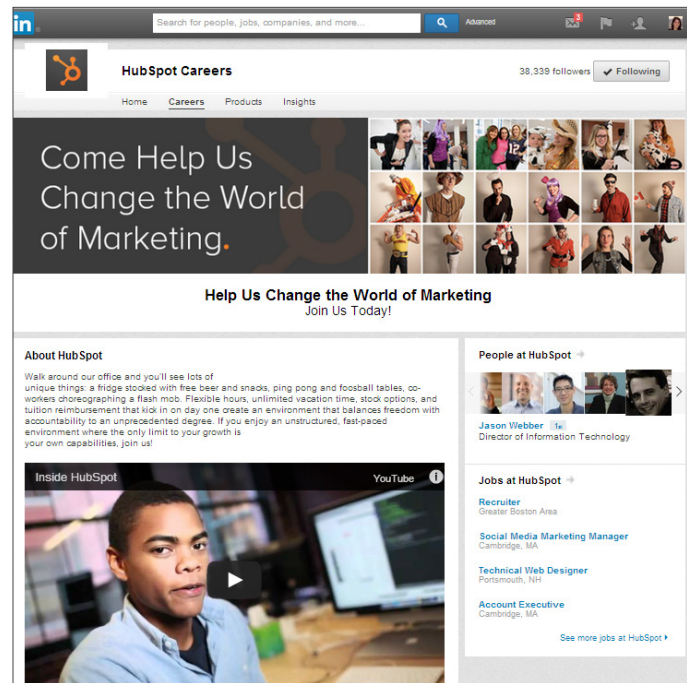 in.
Search for people, jobs, companies, and more...
Advanced
3
HubSpot Careers
38,339 followers
Following
Home Careers Products Insights
Come Help Us
Change the World
of Marketing.
12
Help Us Change the World of Marketing
Join Us Today!
About HubSpot
Walk around our office and you'll see lots of
unique things: a fridge stocked with free beer and snacks, ping pong and foosball tables, co-
workers choreographing a flash mob. Flexible hours, unlimited vacation time, stock options, and
tuition reimbursement that kick in on day one create an environment that balances freedom with
accountability to an unprecedented degree. If you enjoy an unstructured, fast-paced
environment where the only limit to your growth is
your own capabilities, join us!
Inside HubSpot
YouTube
People at HubSpot
Jason Webber 1st
Director of Information Technology
Jobs at HubSpot
Recruiter
Greater Boston Area
Social Media Marketing Manager
Cambridge, MA
Technical Web Designer
Portsmouth, NH
Account Executive
Cambridge, MA
See more jobs at HubSpot